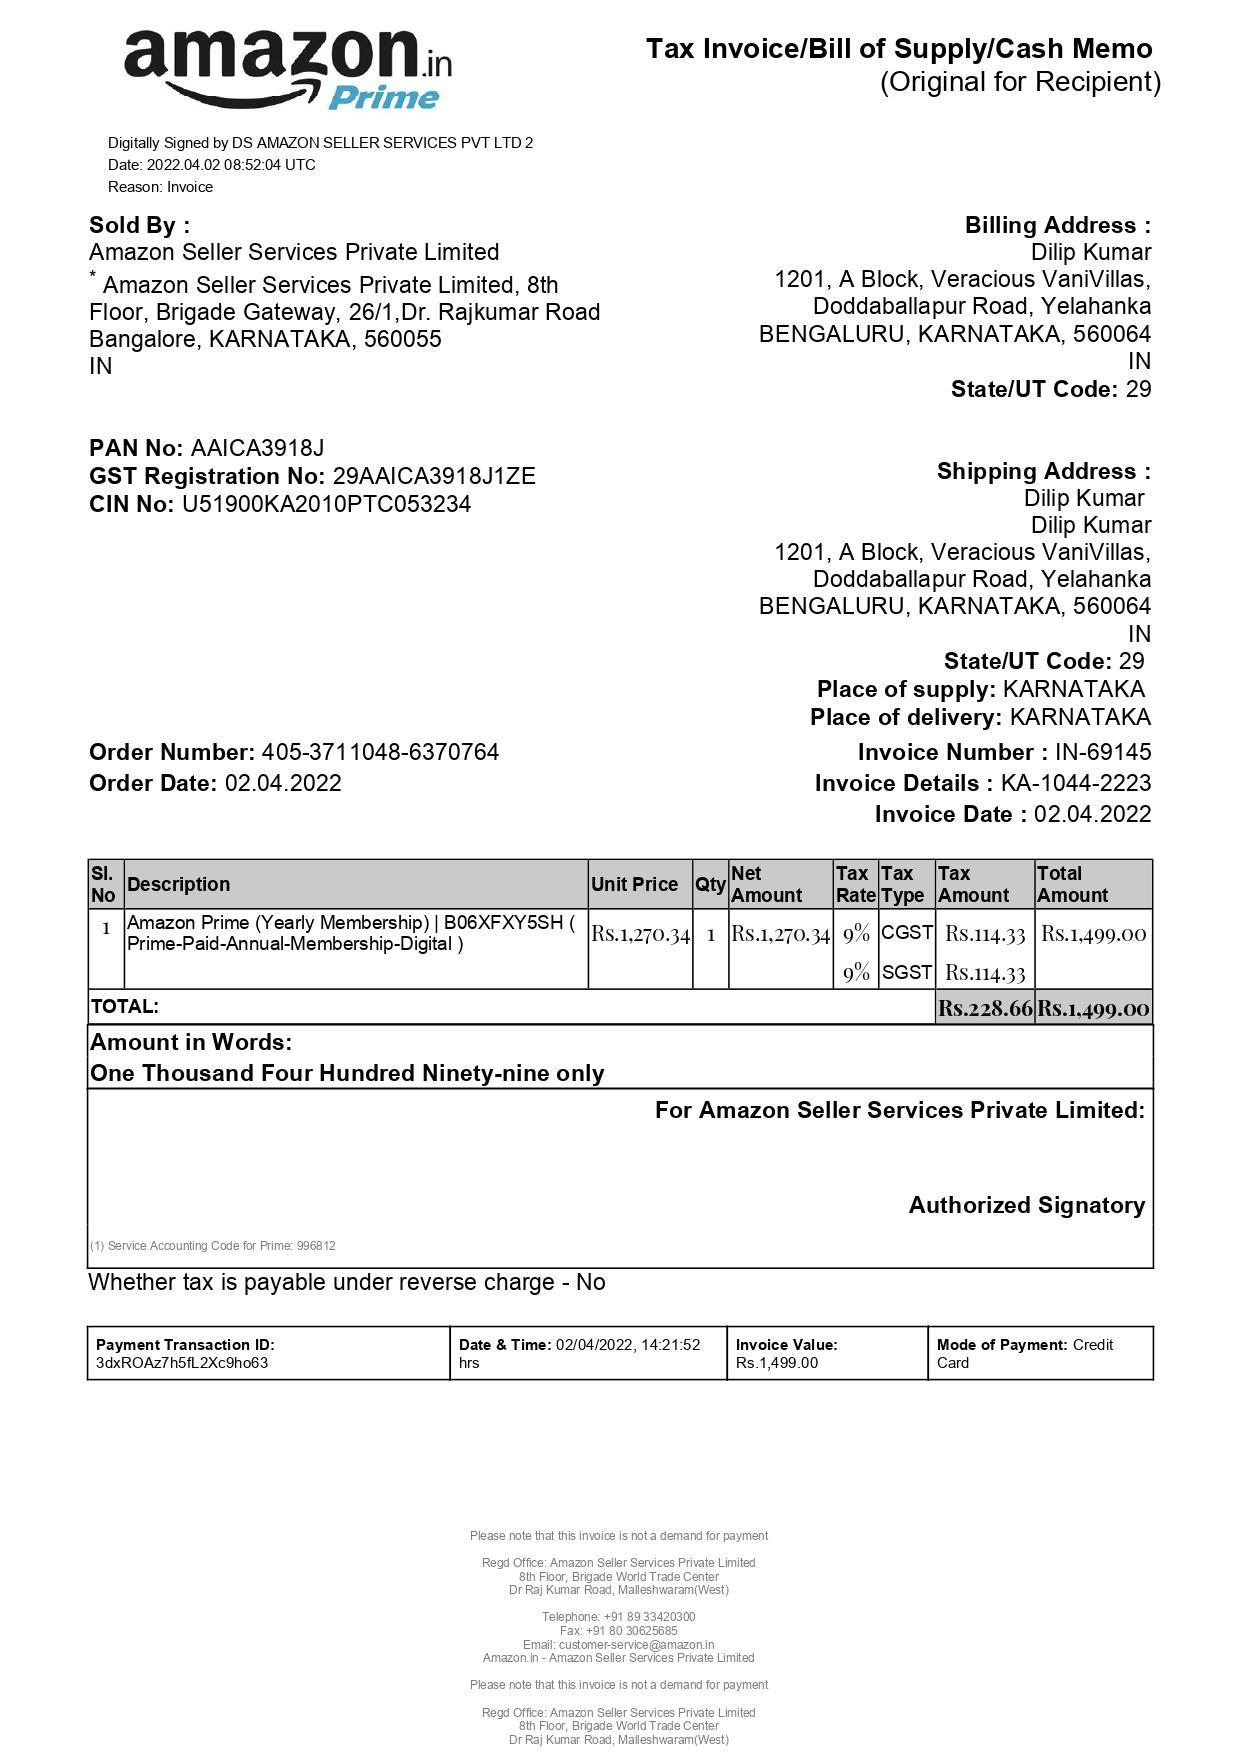 amazon.in
Prime
Tax Invoice/Bill of Supply/Cash Memo
(Original for Recipient)
Digitally Signed by DS AMAZON SELLER SERVICES PVT LTD 2
Date: 2022.04.02 08:52:04 UTC
Reason: Invoice
Sold By :
Amazon Seller Services Private Limited
* Amazon Seller Services Private Limited, 8th
Floor, Brigade Gateway, 26/1,Dr. Rajkumar Road
Bangalore, KARNATAKA, 560055
IN
Billing Address :
Dilip Kumar
1201, A Block, Veracious VaniVillas,
Doddaballapur Road, Yelahanka
BENGALURU, KARNATAKA, 560064
IN
State/UT Code: 29
PAN No: AAICA3918J
GST Registration No: 29AAICA3918J1ZE
CIN No: U51900KA2010PTC053234
Shipping Address :
Dilip Kumar
Dilip Kumar
1201, A Block, Veracious VaniVillas,
Doddaballapur Road, Yelahanka
BENGALURU, KARNATAKA, 560064
IN
State/UT Code: 29
Place of supply: KARNATAKA
Place of delivery: KARNATAKA
Order Number: 405-3711048-6370764
Order Date: 02.04.2022
Invoice Number : IN-69145
Invoice Details : KA-1044-2223
Invoice Date : 02.04.2022
Sl. No Description Unit Price Qty Net Amount Tax Rate Tax Type Tax Amount Total Amount
1 Amazon Prime (Yearly Membership) | B06XFXY5SH ( Rs.1,270.34 1 Rs.1,270.34 9% CGST Rs.114.33 Rs.1,499.00
Prime-Paid-Annual-Membership-Digital )
9% SGST Rs.114.33
TOTAL: Rs.228.66 Rs.1,499.00
Amount in Words:
One Thousand Four Hundred Ninety-nine only
For Amazon Seller Services Private Limited:
Authorized Signatory
(1) Service Accounting Code for Prime: 996812
Whether tax is payable under reverse charge - No
Payment Transaction ID:
3dxROAz7h5fL2Xc9ho63
Date & Time: 02/04/2022, 14:21:52
hrs
Invoice Value:
Rs.1,499.00
Mode of Payment: Credit
Card
Please note that this invoice is not a demand for payment
Regd Office: Amazon Seller Services Private Limited
8th Floor, Brigade World Trade Center
Dr Raj Kumar Road, Malleshwaram(West)
Telephone: +91 89 33420300
Fax: +91 80 30625685
Email: customer-service@amazon.in
Amazon.in - Amazon Seller Services Private Limited
Please note that this invoice is not a demand for payment
Regd Office: Amazon Seller Services Private Limited
8th Floor, Brigade World Trade Center
Dr Raj Kumar Road, Malleshwaram(West)